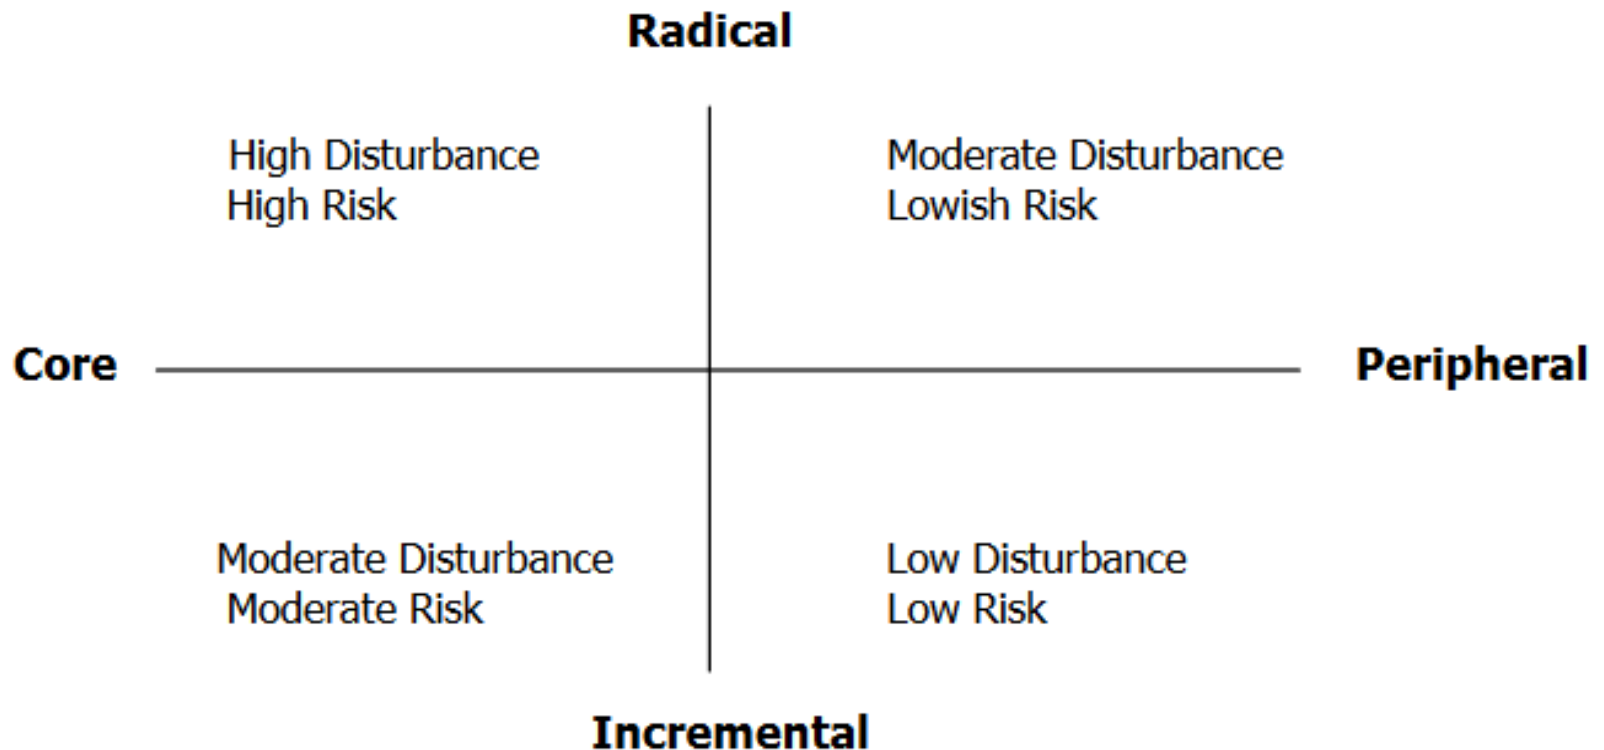 Radical
High Disturbance
High Risk
Moderate Disturbance
Lowish Risk
Core
Peripheral
Moderate Disturbance
Moderate Risk
Low Disturbance
Low Risk
Incremental